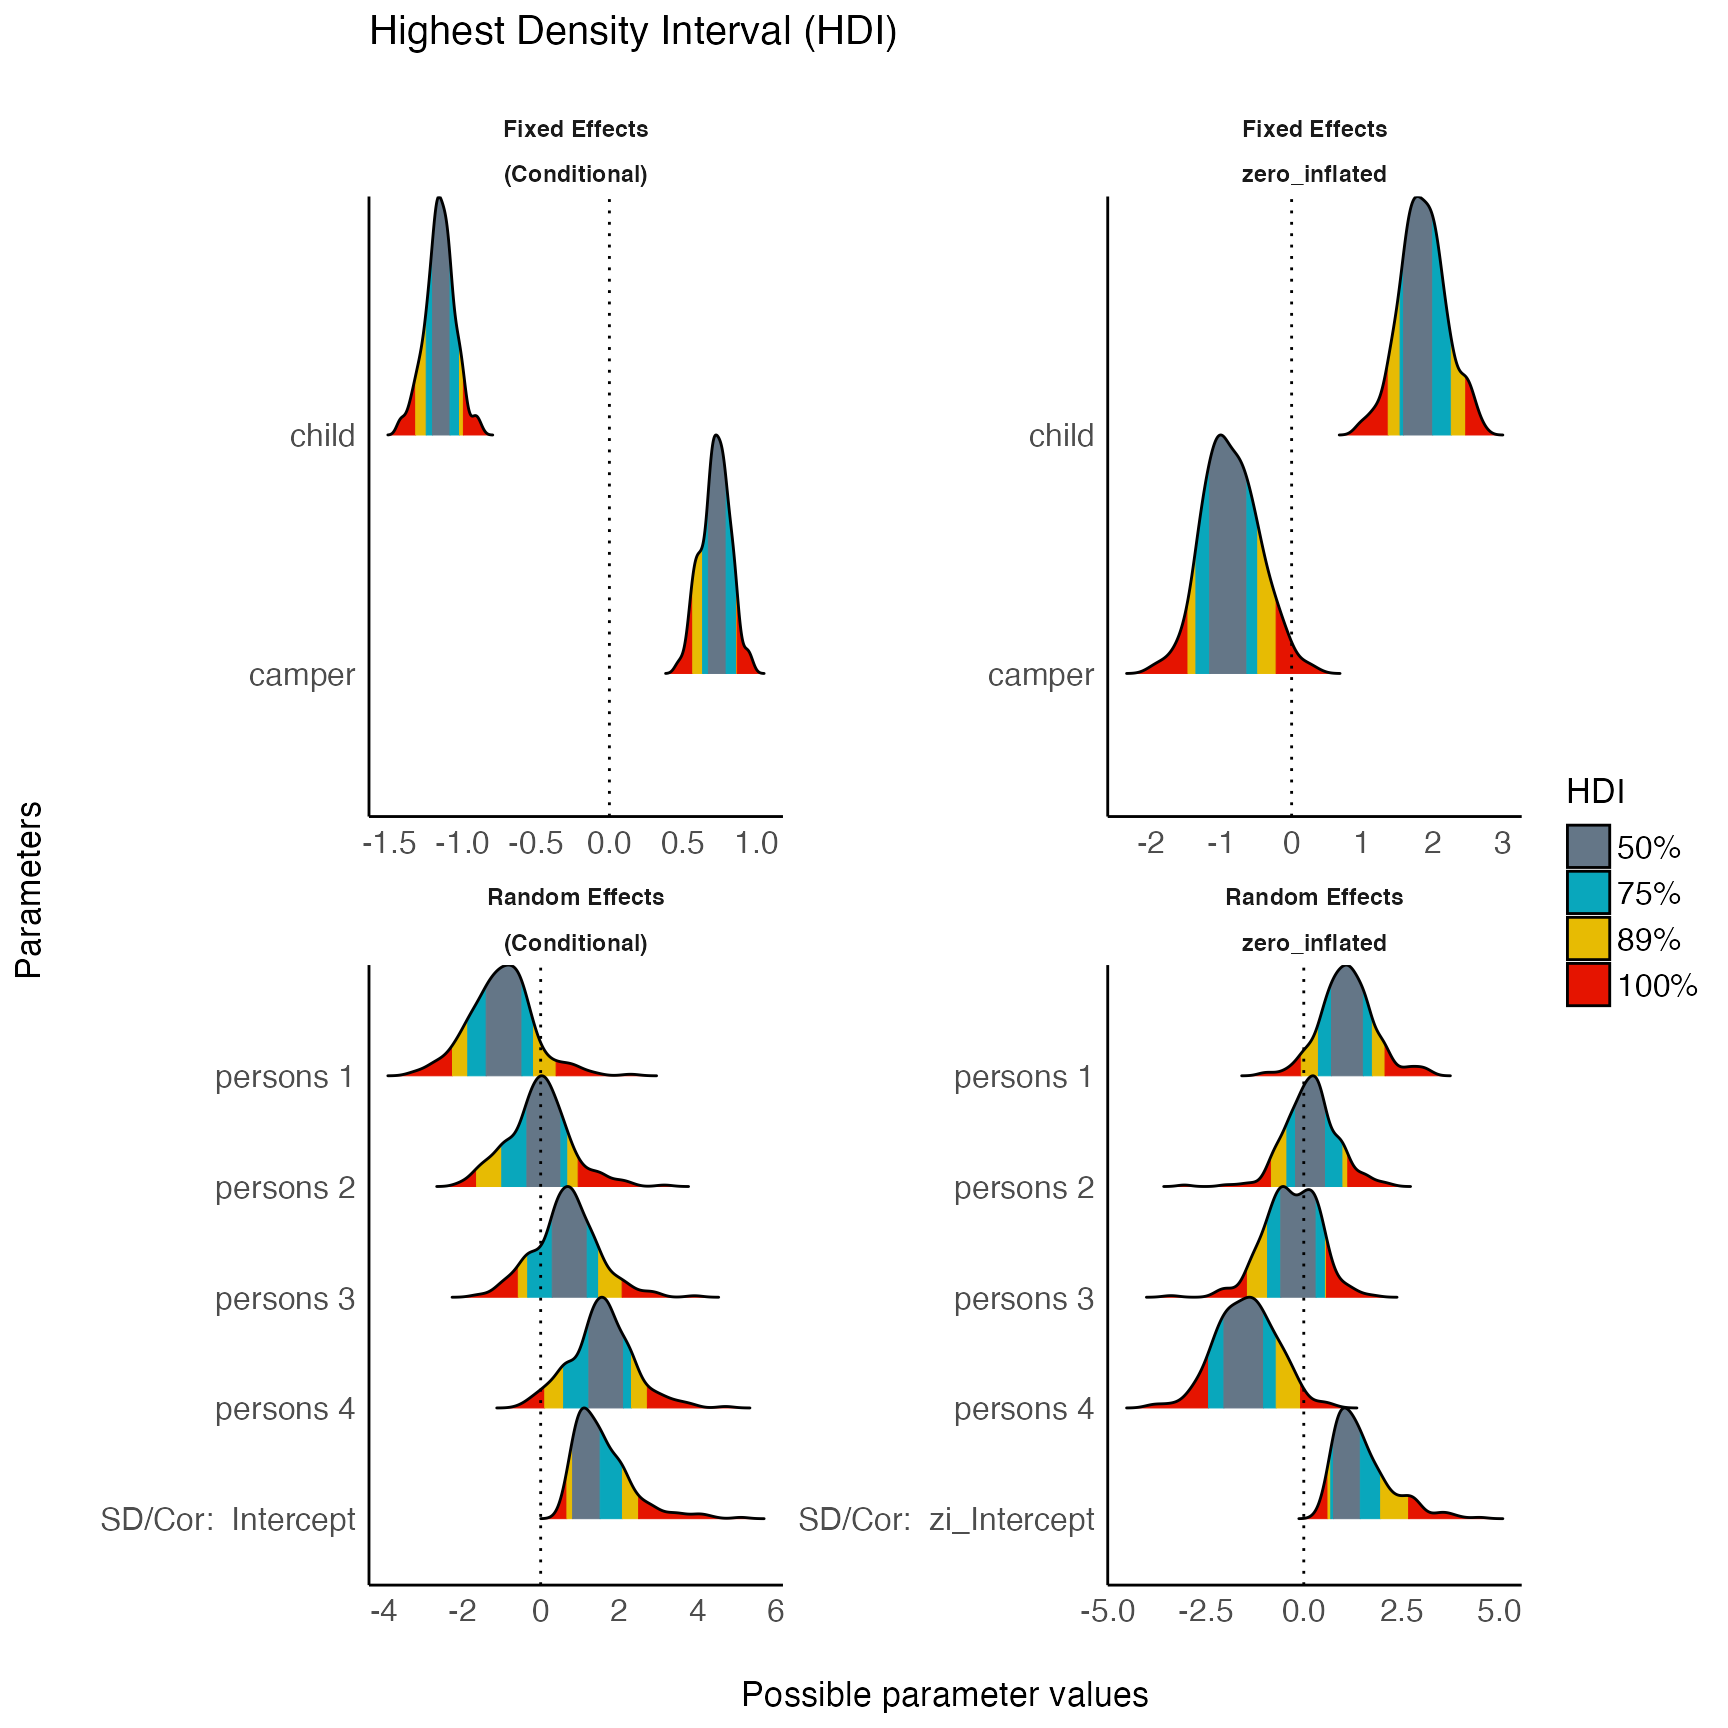 Highest Density Interval (HDI)
Fixed Effects
(Conditional)
child
camper
-1.5 -1.0 -0.5 0.0 0.5 1.0
Fixed Effects
zero_inflated
child
camper
-2 -1 0 1 2 3
Random Effects
(Conditional)
persons 1
persons 2
persons 3
persons 4
SD/Cor:  Intercept
-4 -2 0 2 4 6
Random Effects
zero_inflated
persons 1
persons 2
persons 3
persons 4
SD/Cor:  zi_Intercept
-5.0 -2.5 0.0 2.5 5.0
Parameters
Possible parameter values
HDI
50%
75%
89%
100%